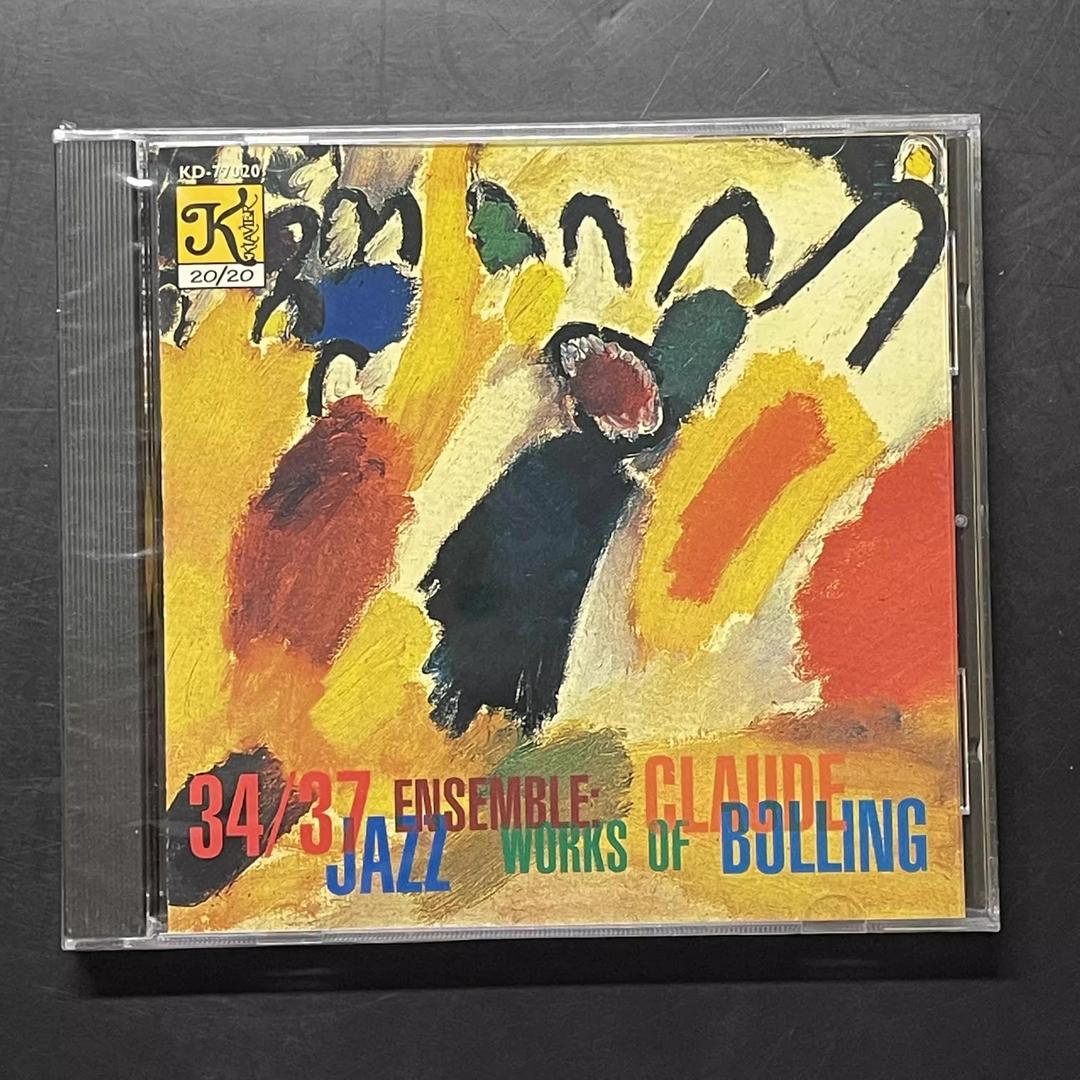 KD-77020
K KLAVIER
20/20
34/37 ENSEMBLE: CLAUDE
JAZZ WORKS OF BOLLING